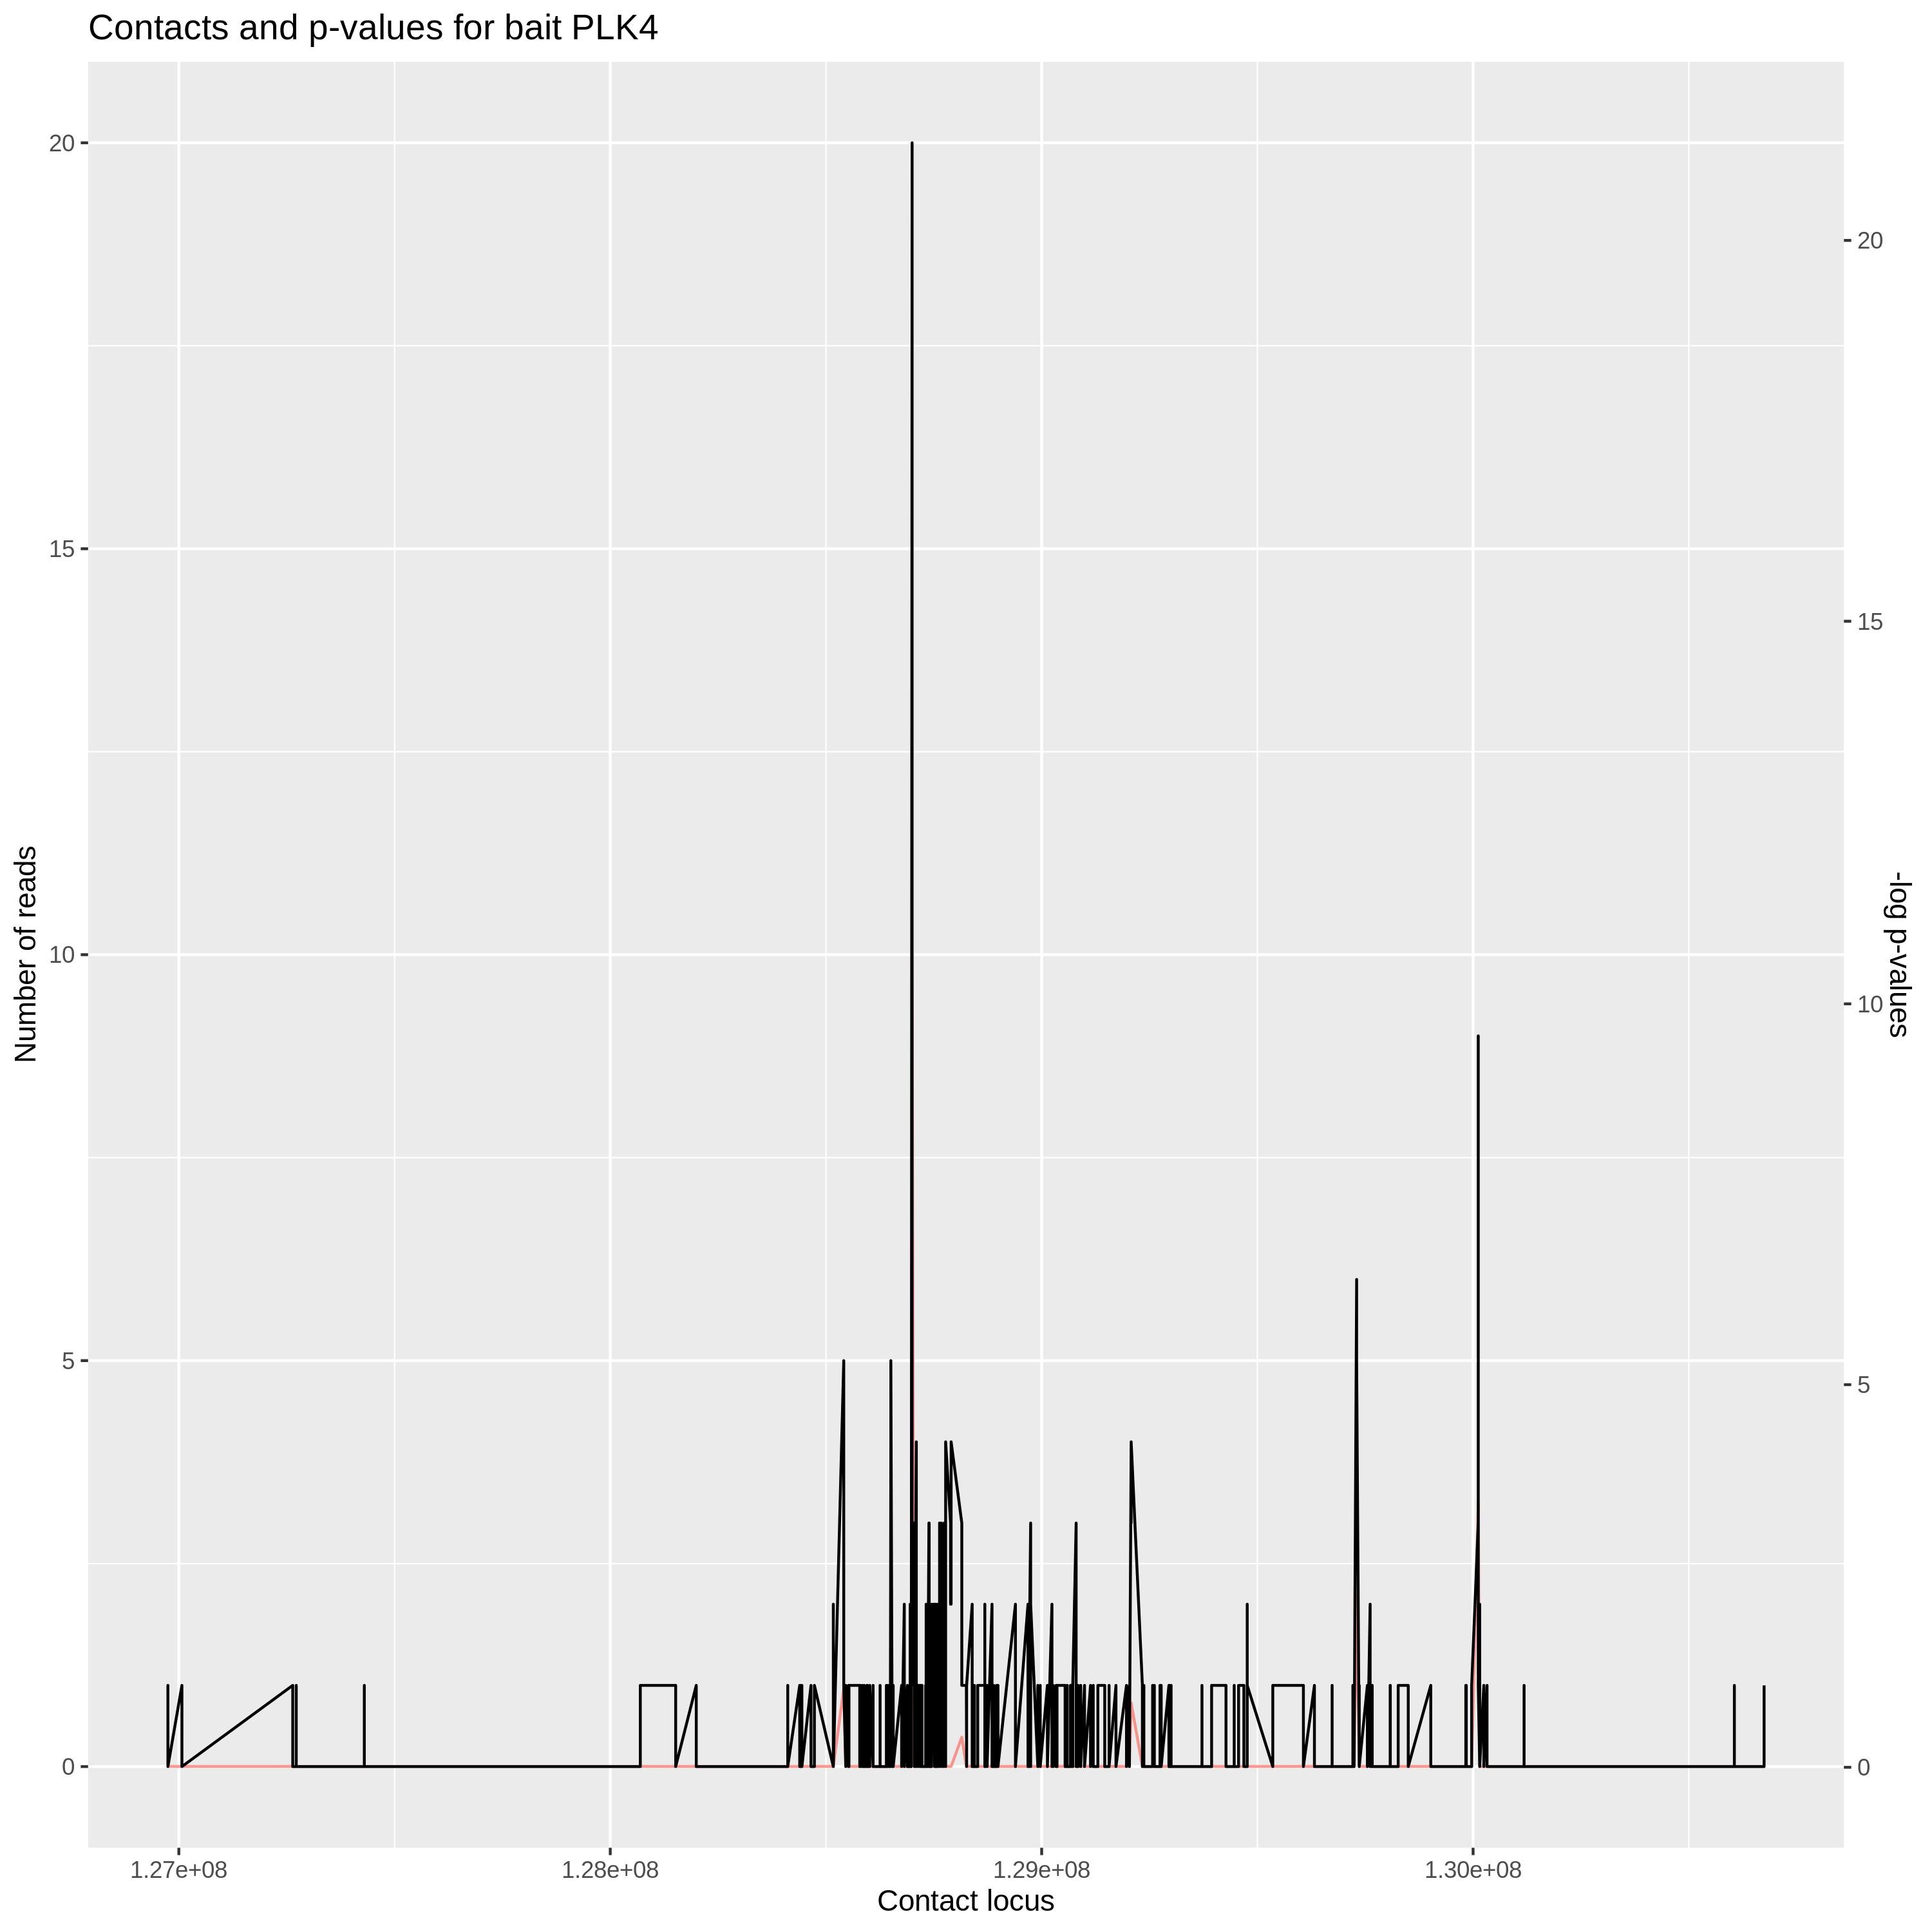 Contacts and p-values for bait PLK4
20
15
10
5
0
Number of reads
20
15
10
5
0
-log p-values
1.27e+08
1.28e+08
1.29e+08
1.30e+08
Contact locus